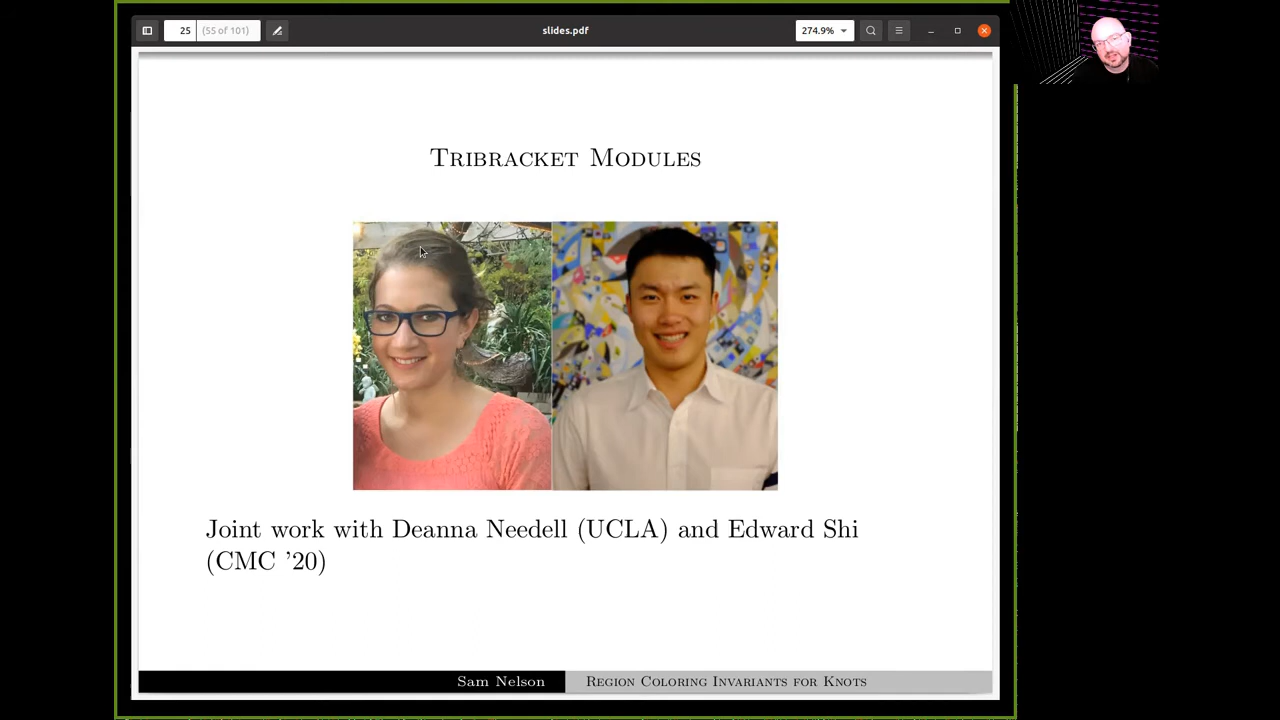 25 (55 of 101) slides.pdf 274.9%
Tribracket Modules
Joint work with Deanna Needell (UCLA) and Edward Shi
(CMC ’20)
Sam Nelson Region Coloring Invariants for Knots